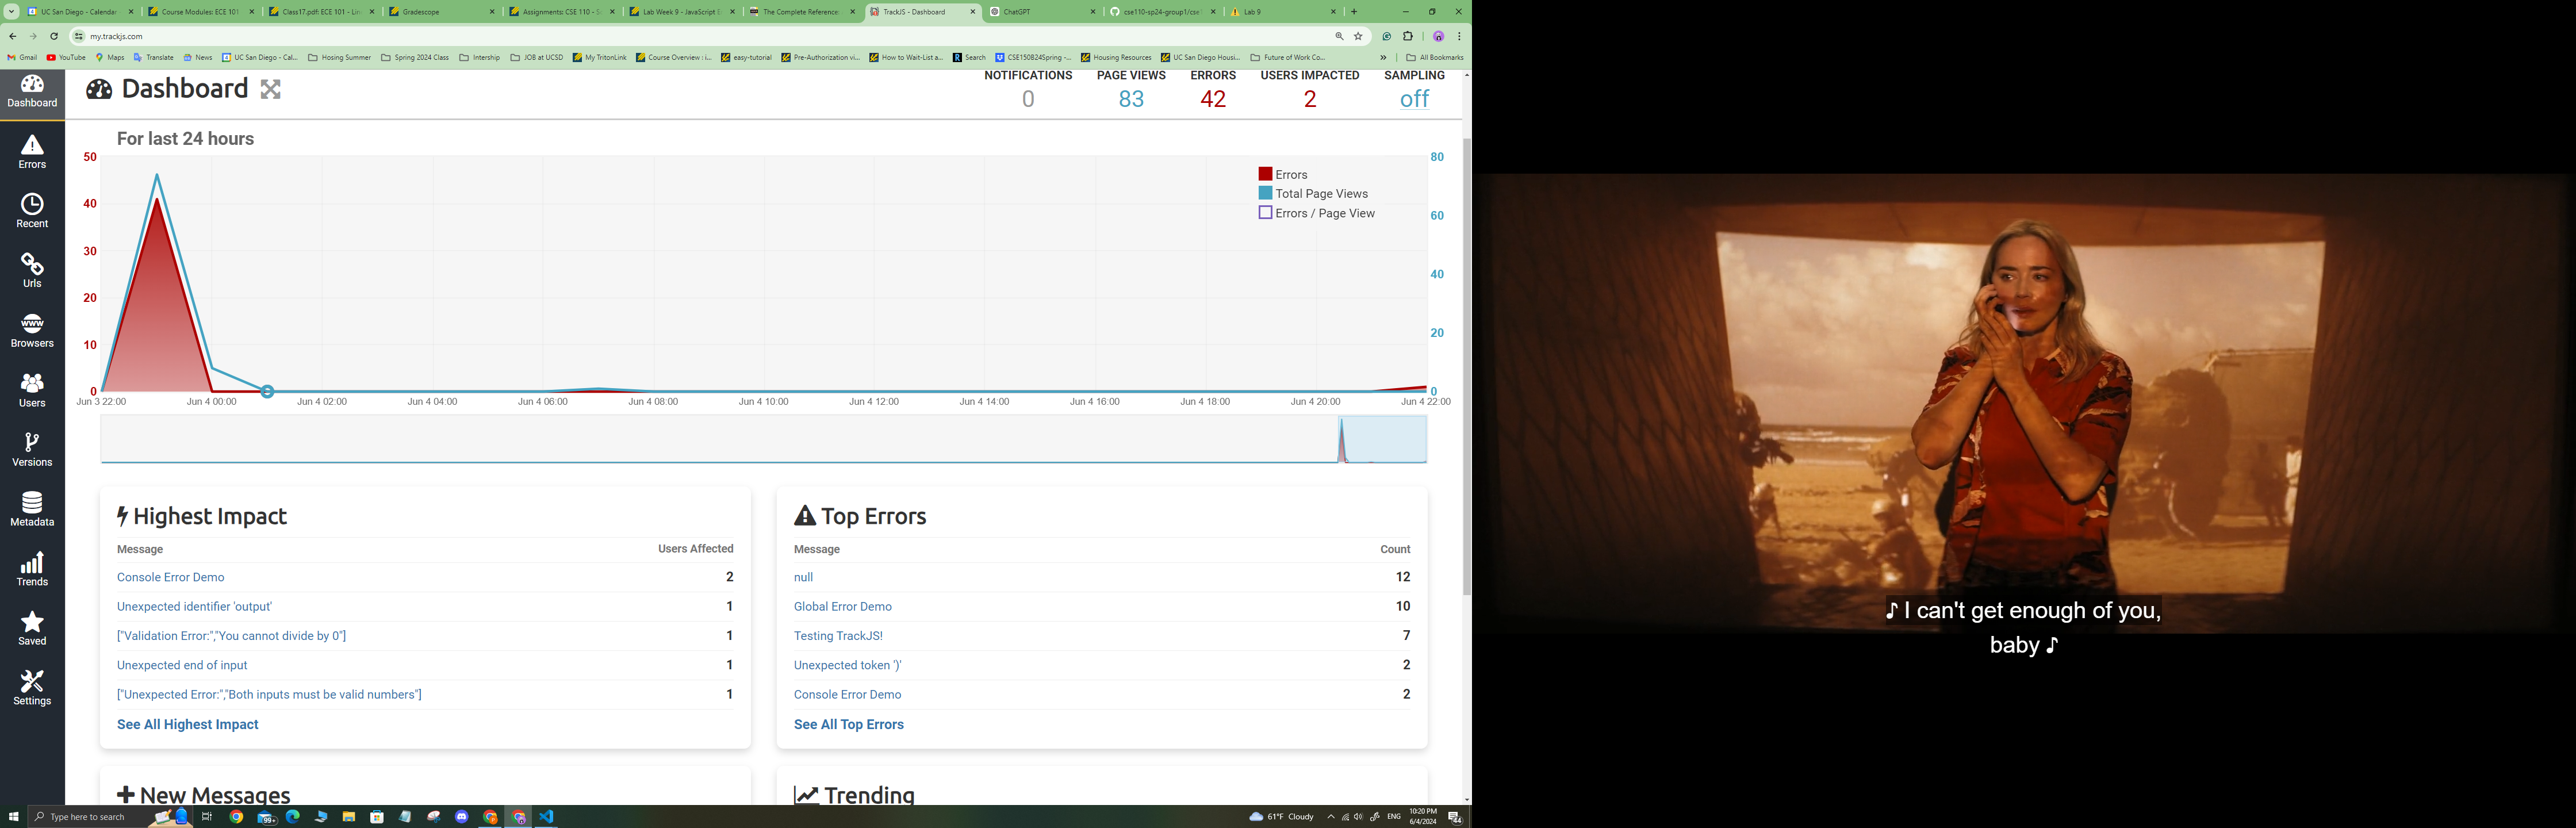 UC San Diego - Calendar
Course Modules: ECE 101
Class17.pdf: ECE 101 - Lin
Gradescope
Assignments: CSE 110 - S
Lab Week 9 - JavaScript E
The Complete Reference:
TrackJS - Dashboard
ChatGPT
cse110-sp24-group1/cse
Lab 9
my.trackjs.com
Gmail
YouTube
Maps
Translate
News
UC San Diego - Cal...
Hosing Summer
Spring 2024 Class
Intership
JOB at UCSD
My TritonLink
Course Overview : i...
easy-tutorial
Pre-Authorization vi...
How to Wait-List a...
Search
CSE150B24Spring -...
Housing Resources
UC San Diego Housi...
Future of Work Co...
»
All Bookmarks
Dashboard
Errors
Recent
Urls
WWW
Browsers
Users
Versions
Metadata
Trends
Saved
Settings
Dashboard
NOTIFICATIONS
0
PAGE VIEWS
83
ERRORS
42
USERS IMPACTED
2
SAMPLING
off
For last 24 hours
50
40
30
20
10
0
80
60
40
20
0
Errors
Total Page Views
Errors / Page View
Jun 3 22:00 Jun 4 00:00 Jun 4 02:00 Jun 4 04:00 Jun 4 06:00 Jun 4 08:00 Jun 4 10:00 Jun 4 12:00 Jun 4 14:00 Jun 4 16:00 Jun 4 18:00 Jun 4 20:00 Jun 4 22:00
Highest Impact
Message Users Affected
Console Error Demo 2
Unexpected identifier 'output' 1
["Validation Error:","You cannot divide by 0"] 1
Unexpected end of input 1
["Unexpected Error:","Both inputs must be valid numbers"] 1
See All Highest Impact
Top Errors
Message Count
null 12
Global Error Demo 10
Testing TrackJS! 7
Unexpected token ')' 2
Console Error Demo 2
See All Top Errors
New Messages
Trending
Type here to search
99+
61°F Cloudy
ENG
10:20 PM
6/4/2024
44
♪ I can't get enough of you,
baby ♪